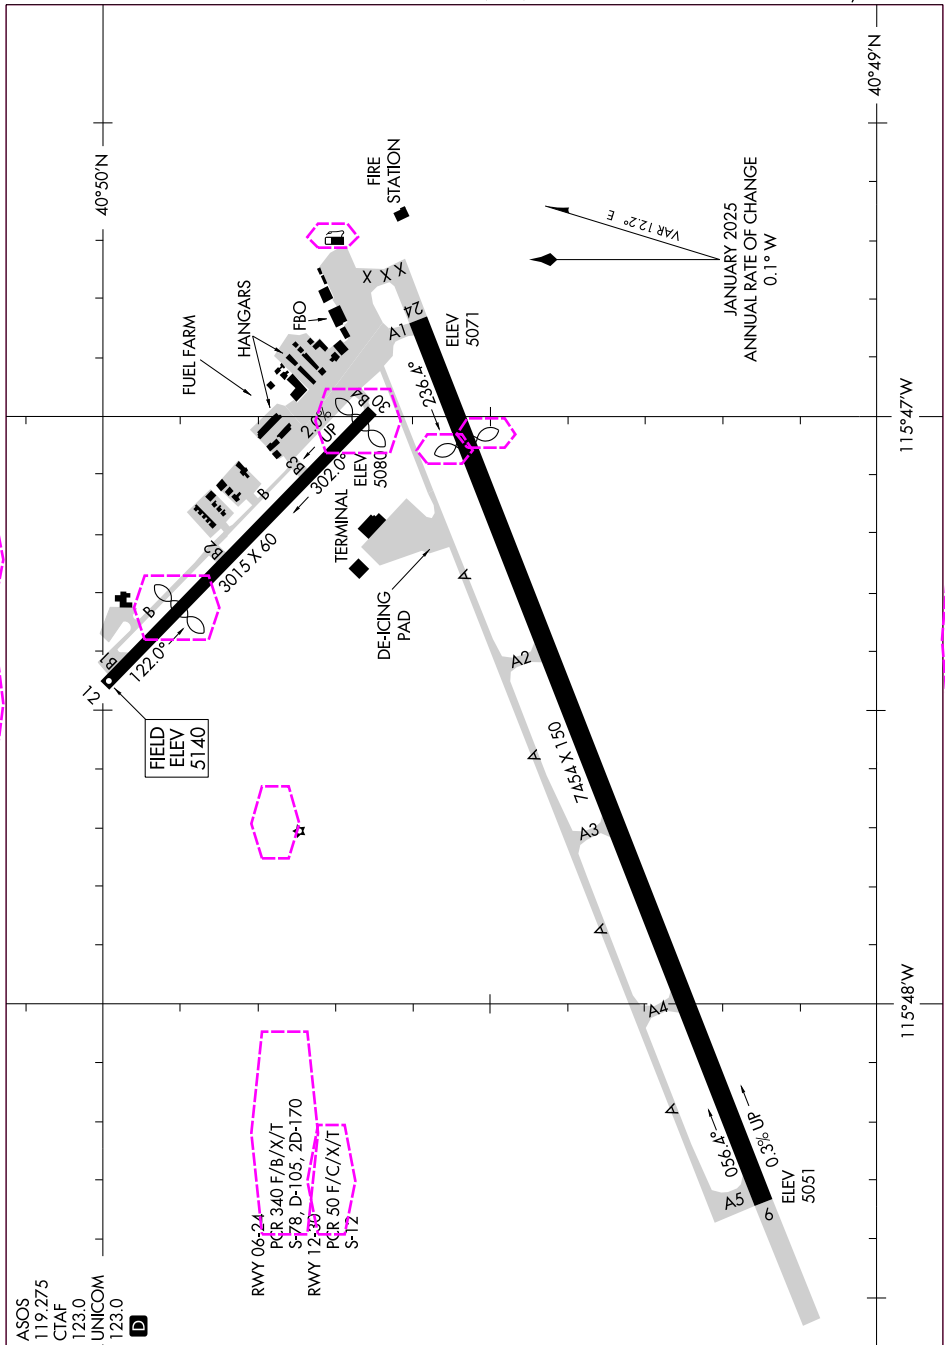 ASOS
119.275
CTAF
123.0
UNICOM
123.0
D
RWY 06-24
PCR 340 F/B/X/T
S-78, D-105, 2D-170
RWY 12-30
PCR 50 F/C/X/T
S-12
40°50'N
40°49'N
115°47'W
115°48'W
FIRE
STATION
FUEL FARM
HANGARS
FBO
TERMINAL
DE-ICING
PAD
FIELD
ELEV
5140
12
122.0°
B1
B
B2
B
B3
B4
3015 X 60
302.0°
2.0%
UP
30
ELEV
5080
X
X
X
X
24
A1
ELEV
5071
236.4°
A
A2
A
7454 X 150
A3
A
A4
A
A5
056.4°
0.3% UP
6
ELEV
5051
VAR 12.2° E
JANUARY 2025
ANNUAL RATE OF CHANGE
0.1° W